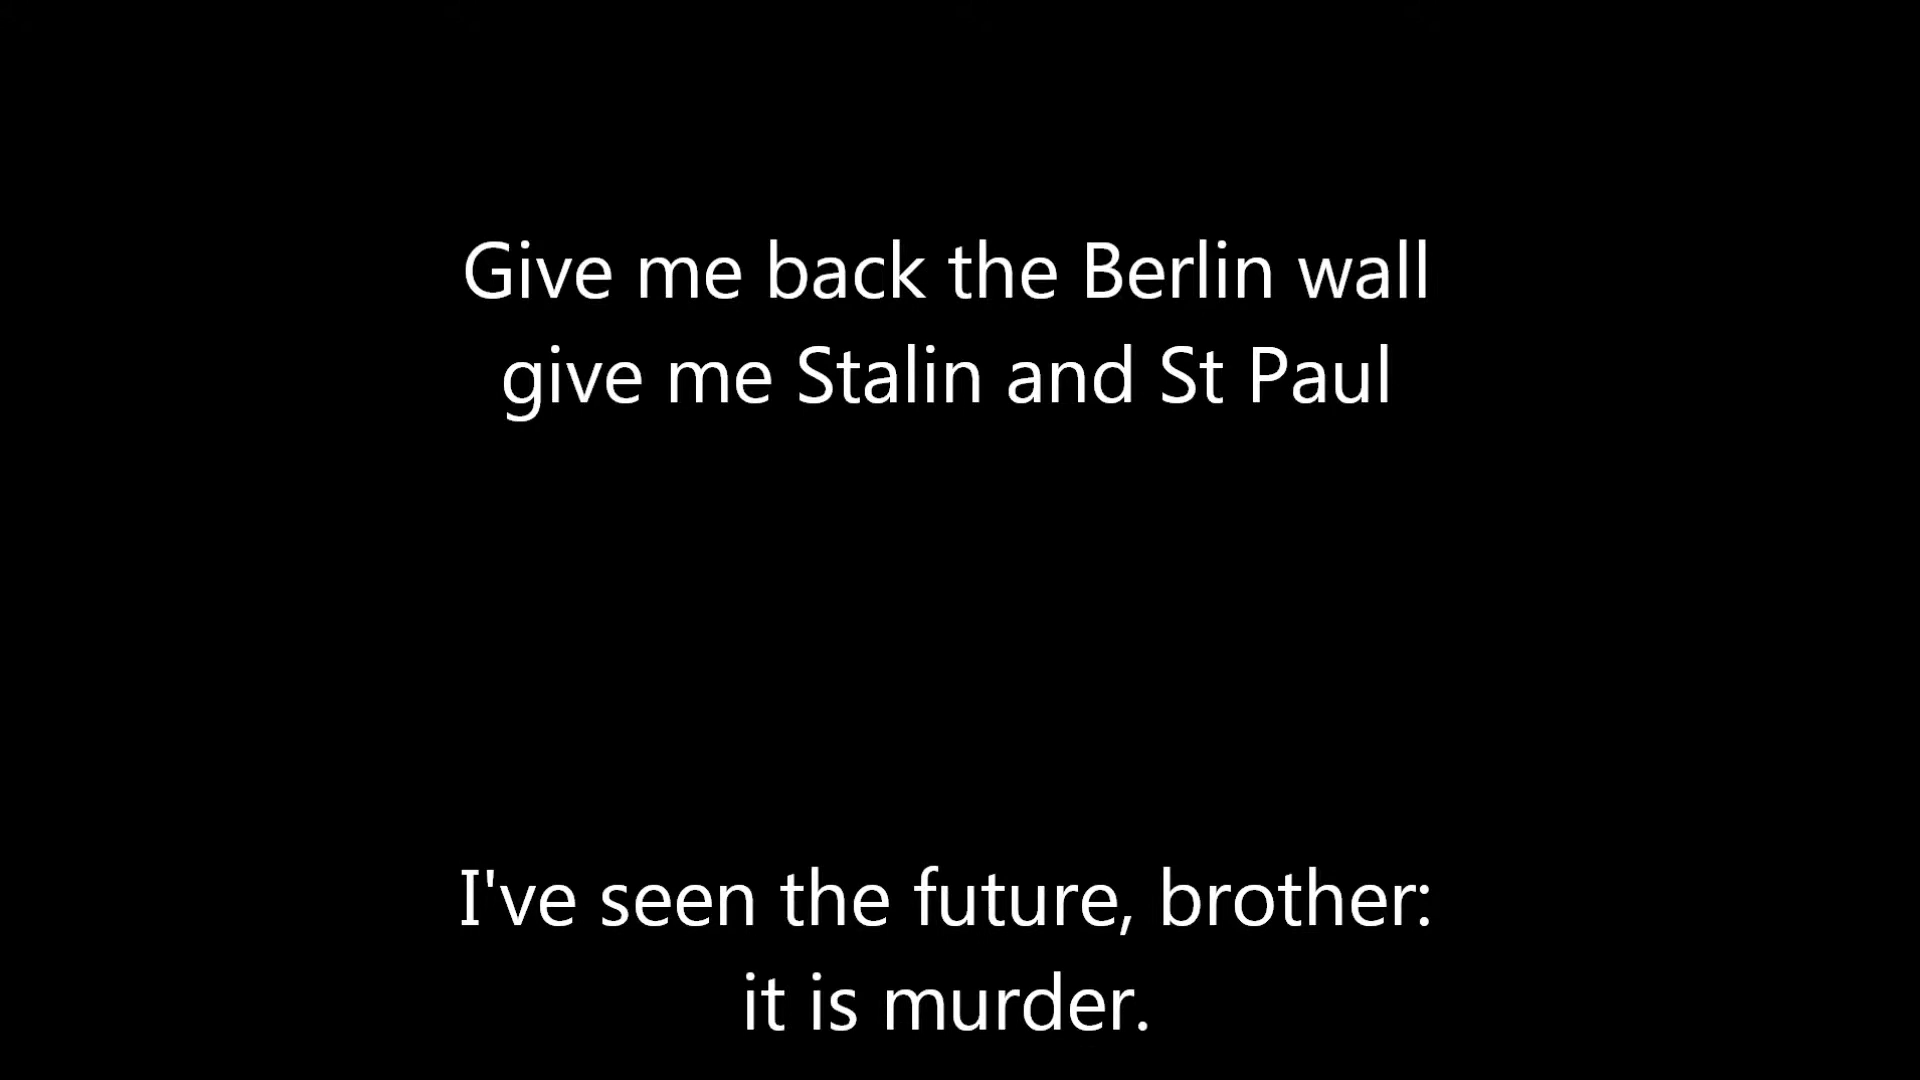 Give me back the Berlin wall
give me Stalin and St Paul
I've seen the future, brother:
it is murder.